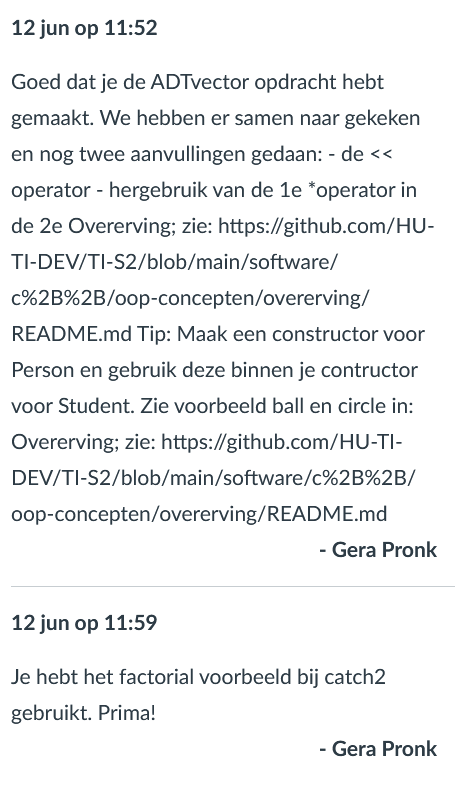 12 jun op 11:52
Goed dat je de ADTvector opdracht hebt
gemaakt. We hebben er samen naar gekeken
en nog twee aanvullingen gedaan: - de <<
operator - hergebruik van de 1e *operator in
de 2e Overerving; zie: https://github.com/HU-
TI-DEV/TI-S2/blob/main/software/
c%2B%2B/oop-concepten/overerving/
README.md Tip: Maak een constructor voor
Person en gebruik deze binnen je contructor
voor Student. Zie voorbeeld ball en circle in:
Overerving; zie: https://github.com/HU-TI-
DEV/TI-S2/blob/main/software/c%2B%2B/
oop-concepten/overerving/README.md
- Gera Pronk
12 jun op 11:59
Je hebt het factorial voorbeeld bij catch2
gebruikt. Prima!
- Gera Pronk